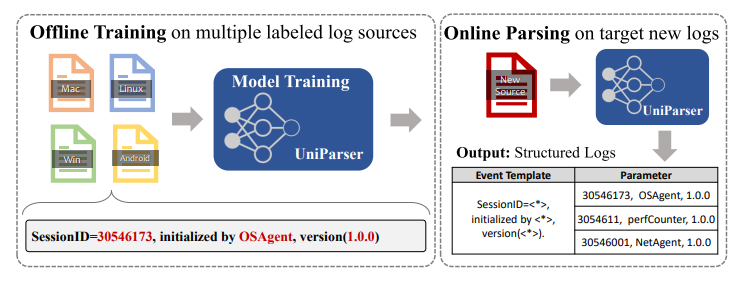 Offline Training on multiple labeled log sources
Mac
Linux
Win
Android
Model Training
UniParser
SessionID=30546173, initialized by OSAgent, version(1.0.0)
Online Parsing on target new logs
New
Source
UniParser
Output: Structured Logs
Event Template
Parameter
SessionID=<*>,
initialized by <*>,
version(<*>).
30546173, OSAgent, 1.0.0
3054611, perfCounter, 1.0.0
30546001, NetAgent, 1.0.0